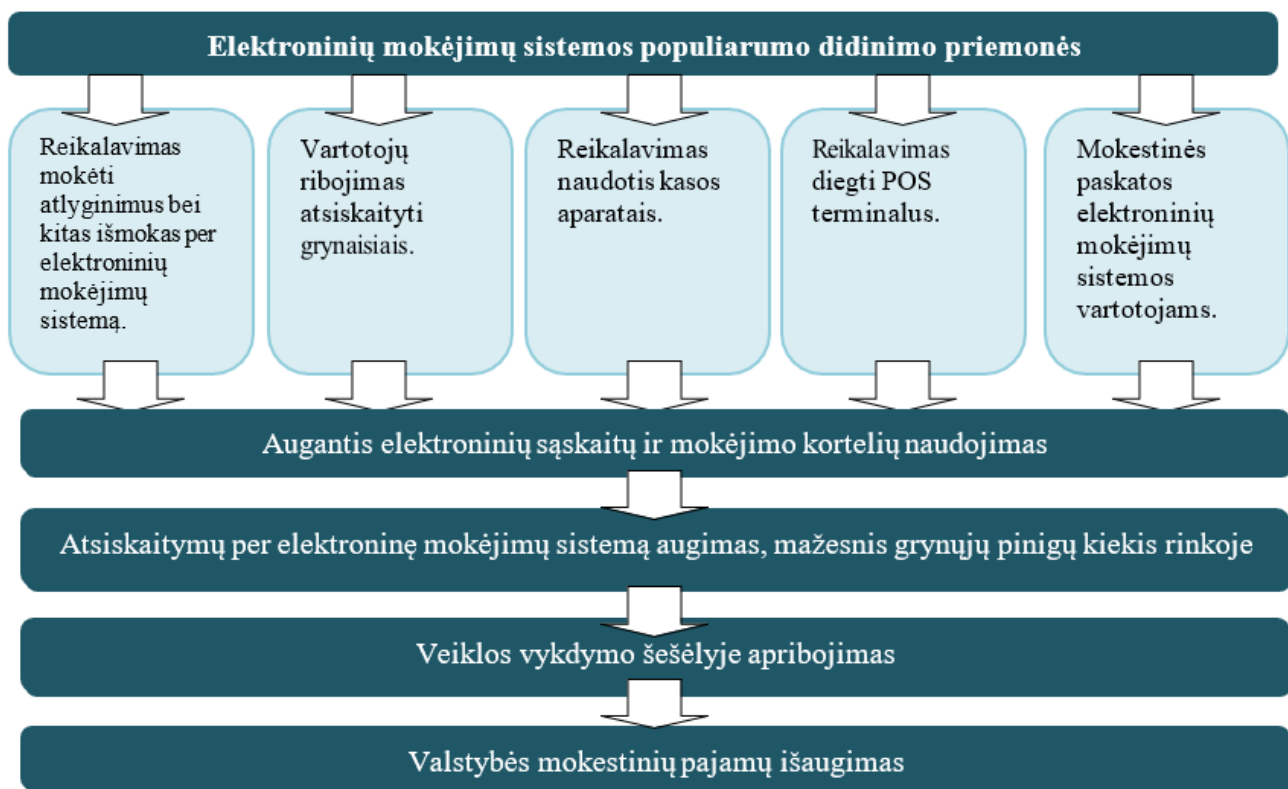 Elektroninių mokėjimų sistemos populiarumo didinimo priemonės
Reikalavimas
mokėti
atlyginimus bei
kitas išmokas per
elektroninių
mokėjimų
sistemą.
Vartotojų
ribojimas
atsiskaityti
grynaisiais.
Reikalavimas
naudotis kasos
aparatais.
Reikalavimas
diegti POS
terminalus.
Mokestinės
paskatos
elektroninių
mokėjimų
sistemos
vartotojams.
Augantis elektroninių sąskaitų ir mokėjimo kortelių naudojimas
Atsiskaitymų per elektroninę mokėjimų sistemą augimas, mažesnis grynųjų pinigų kiekis rinkoje
Veiklos vykdymo šešėlyje apribojimas
Valstybės mokestinių pajamų išaugimas